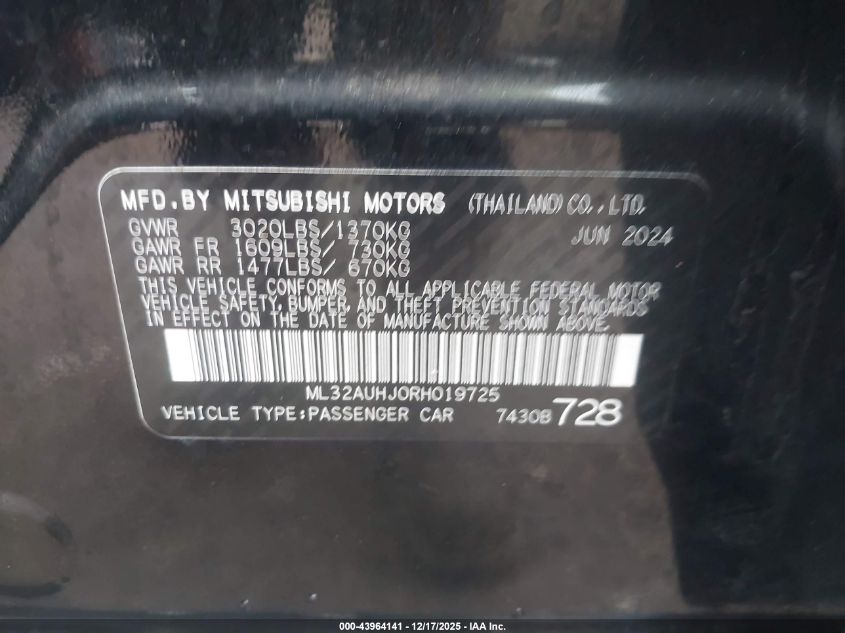 MFD.BY MITSUBISHI MOTORS (THAILAND) CO.,LTD.
GVWR 3020LBS/1370KG JUN 2024
GAWR FR 1609LBS/ 730KG
GAWR RR 1477LBS/ 670KG
THIS VEHICLE CONFORMS TO ALL APPLICABLE FEDERAL MOTOR
VEHICLE SAFETY, BUMPER, AND THEFT PREVENTION STANDARDS
IN EFFECT ON THE DATE OF MANUFACTURE SHOWN ABOVE.
ML32AUHJ0RH019725
VEHICLE TYPE:PASSENGER CAR 7430B 728
000-43964141 - 12/17/2025 - IAA Inc.